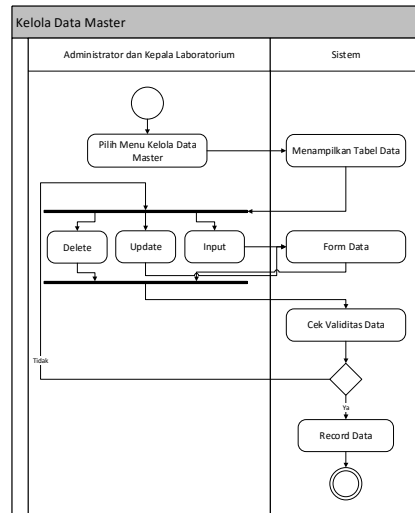 Kelola Data Master
Administrator dan Kepala Laboratorium
Sistem
Pilih Menu Kelola Data
Master
Menampilkan Tabel Data
Delete
Update
Input
Form Data
Cek Validitas Data
Tidak
Ya
Record Data